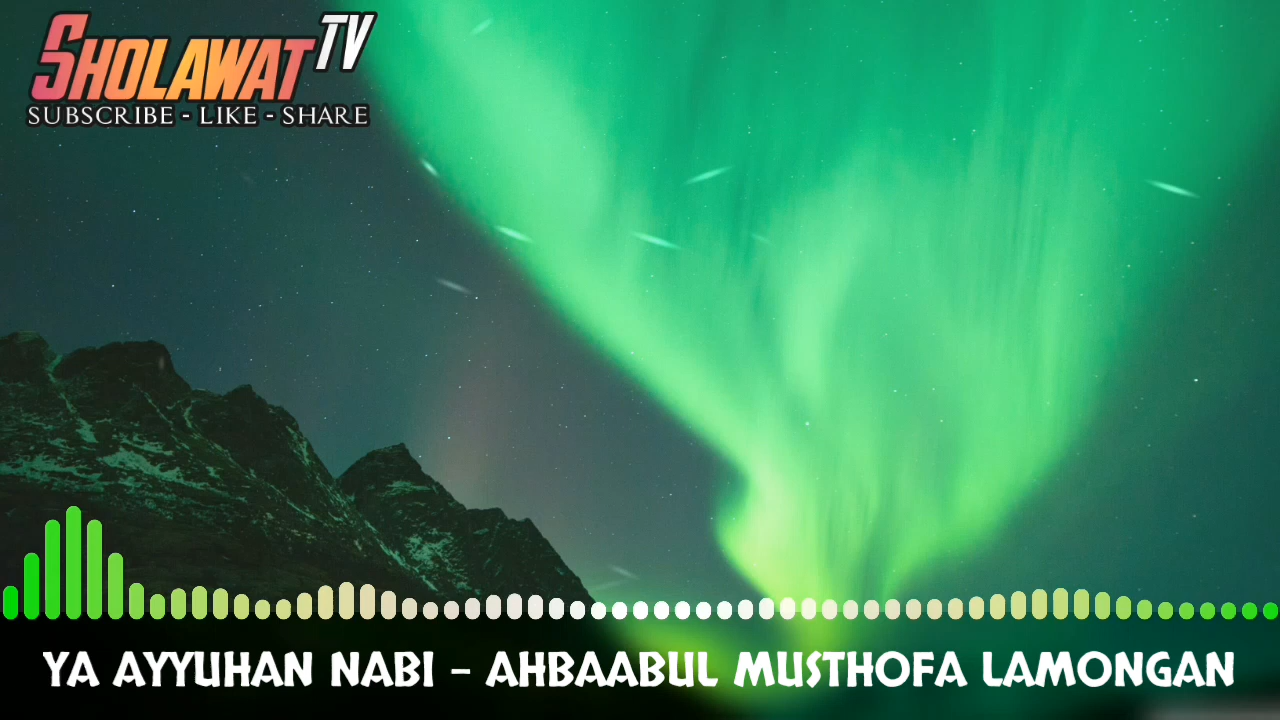 SHOLAWAT TV
SUBSCRIBE - LIKE - SHARE
YA AYYUHAN NABI - AHBAABUL MUSTHOFA LAMONGAN